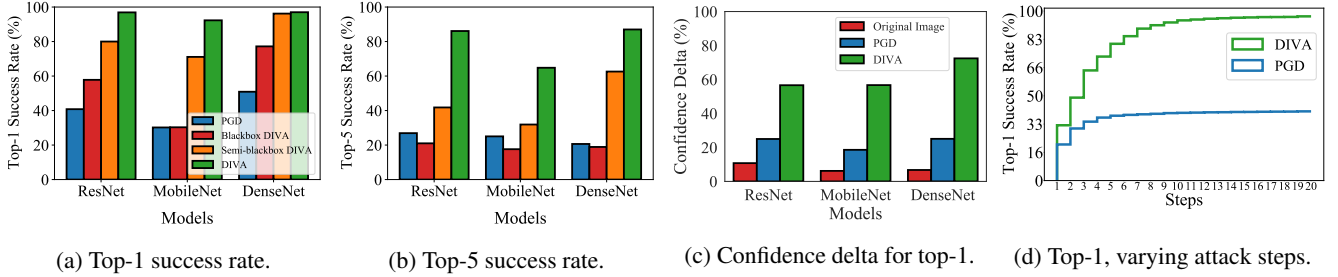 Top-1 Success Rate (%)
100
80
60
40
20
0
PGD
Blackbox DIVA
Semi-blackbox DIVA
DIVA
ResNet MobileNet DenseNet
Models
(a) Top-1 success rate.
Top-5 Success Rate (%)
100
80
60
40
20
0
ResNet MobileNet DenseNet
Models
(b) Top-5 success rate.
Confidence Delta (%)
100
80
60
40
20
0
Original Image
PGD
DIVA
ResNet MobileNet DenseNet
Models
(c) Confidence delta for top-1.
Top-1 Success Rate (%)
100
83
66
50
33
16
0
DIVA
PGD
1 2 3 4 5 6 7 8 9 10 11 12 13 14 15 16 17 18 19 20
Steps
(d) Top-1, varying attack steps.